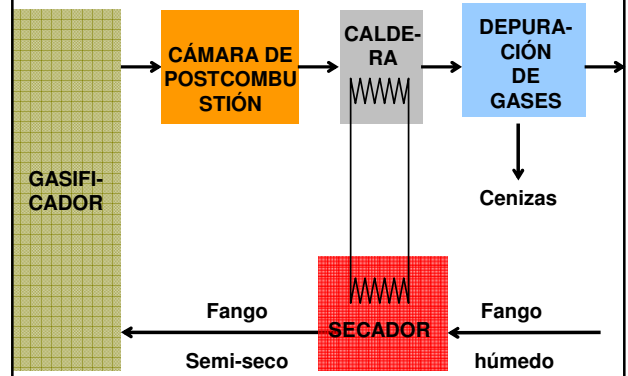 CÁMARA DE
POSTCOMBU
STIÓN
CALDE-
RA
DEPURA-
CIÓN
DE
GASES
GASIFI-
CADOR
Cenizas
Fango
Semi-seco
SECADOR
Fango
húmedo